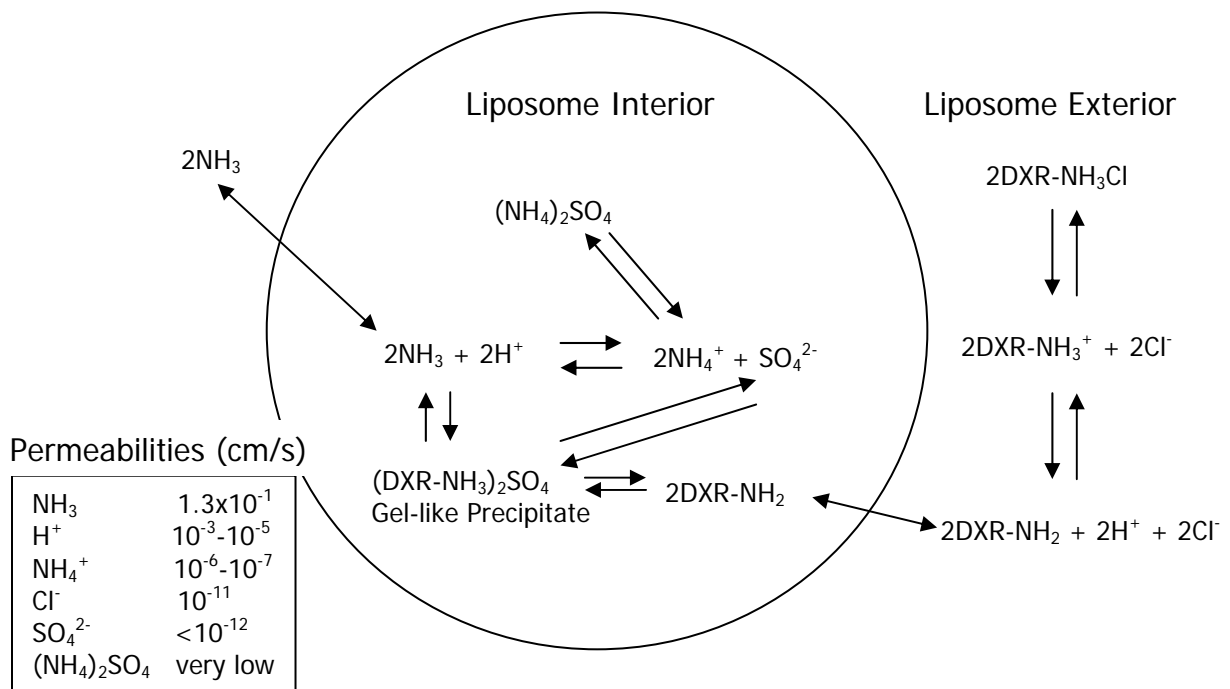 Liposome Interior
Liposome Exterior
2NH₃
2DXR-NH₃Cl
(NH₄)₂SO₄
2NH₃ + 2H⁺
2NH₄⁺ + SO₄²⁻
2DXR-NH₃⁺ + 2Cl⁻
Permeabilities (cm/s)
NH₃ 1.3x10⁻¹
H⁺ 10⁻³-10⁻⁵
NH₄⁺ 10⁻⁶-10⁻⁷
Cl⁻ 10⁻¹¹
SO₄²⁻ <10⁻¹²
(NH₄)₂SO₄ very low
(DXR-NH₃)₂SO₄
Gel-like Precipitate
2DXR-NH₂
2DXR-NH₂ + 2H⁺ + 2Cl⁻